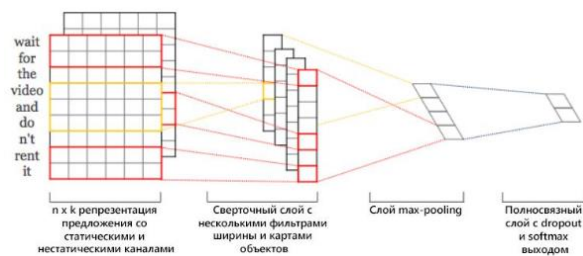 wait
for
the
video
and
do
n't
rent
it
n x k репрезентация
предложения со
статическими и
нестатическими каналами
Сверточный слой с
несколькими фильтрами
ширины и картами
объектов
Слой max-pooling
Полносвязный
слой с dropout
и softmax
выходом